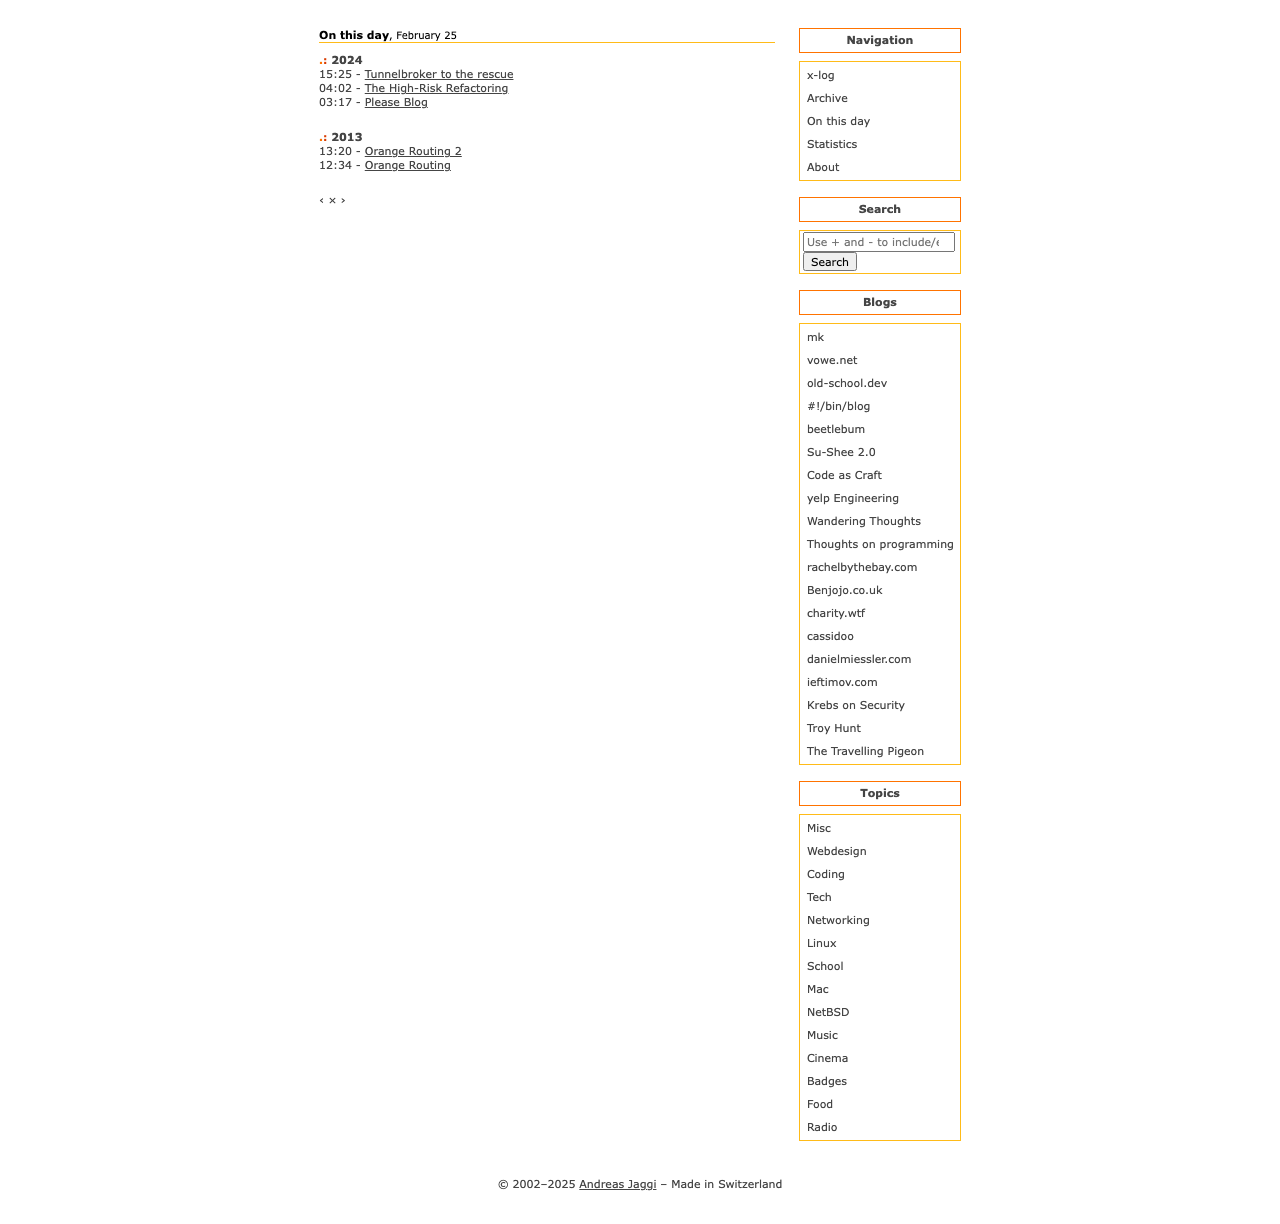 On this day, February 25
.: 2024
15:25 - Tunnelbroker to the rescue
04:02 - The High-Risk Refactoring
03:17 - Please Blog
.: 2013
13:20 - Orange Routing 2
12:34 - Orange Routing
‹ × ›
Navigation
x-log
Archive
On this day
Statistics
About
Search
Use + and - to include/e
Search
Blogs
mk
vowe.net
old-school.dev
#!/bin/blog
beetlebum
Su-Shee 2.0
Code as Craft
yelp Engineering
Wandering Thoughts
Thoughts on programming
rachelbythebay.com
Benjojo.co.uk
charity.wtf
cassidoo
danielmiessler.com
ieftimov.com
Krebs on Security
Troy Hunt
The Travelling Pigeon
Topics
Misc
Webdesign
Coding
Tech
Networking
Linux
School
Mac
NetBSD
Music
Cinema
Badges
Food
Radio
© 2002–2025 Andreas Jaggi – Made in Switzerland